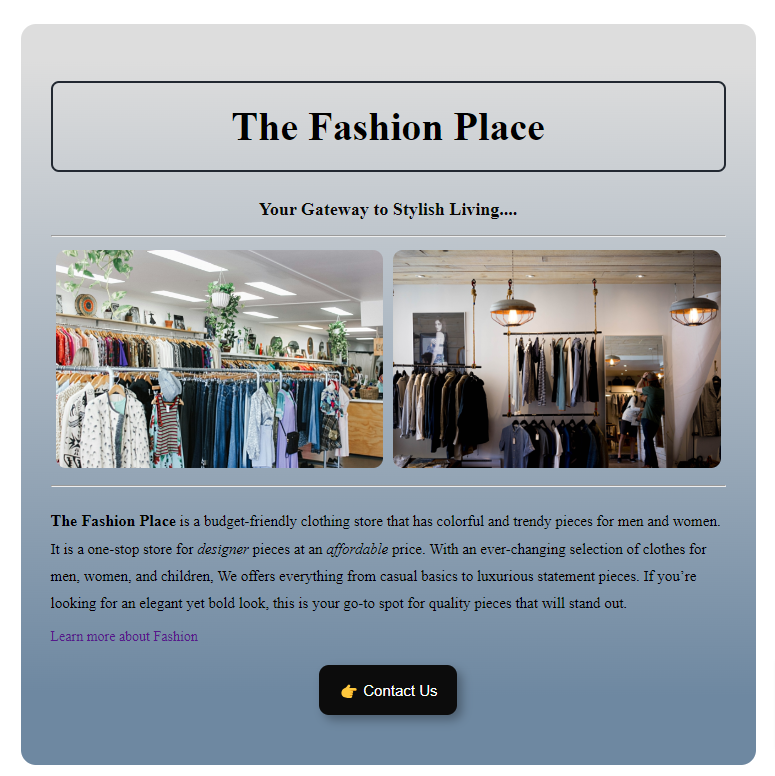 The Fashion Place
Your Gateway to Stylish Living....
The Fashion Place is a budget-friendly clothing store that has colorful and trendy pieces for men and women.
It is a one-stop store for designer pieces at an affordable price. With an ever-changing selection of clothes for
men, women, and children, We offers everything from casual basics to luxurious statement pieces. If you’re
looking for an elegant yet bold look, this is your go-to spot for quality pieces that will stand out.
Learn more about Fashion
👉 Contact Us